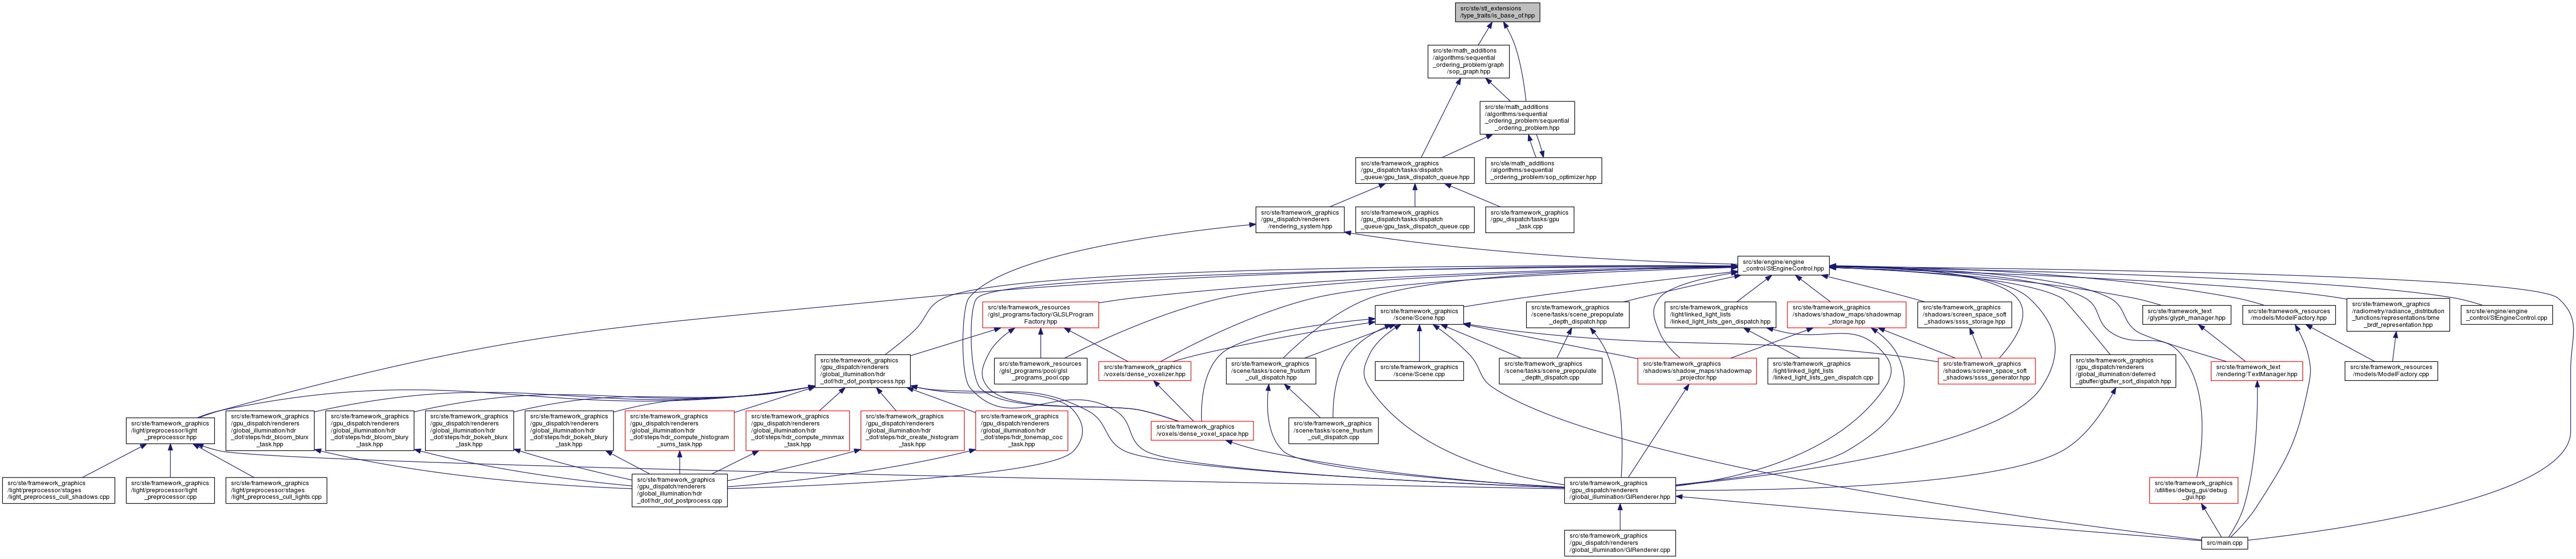 src/ste/stl_extensions
/type_traits/is_base_of.hpp
src/ste/math_additions
/algorithms/sequential
_ordering_problem/graph
/sop_graph.hpp
src/ste/math_additions
/algorithms/sequential
_ordering_problem/sequential
_ordering_problem.hpp
src/ste/framework_graphics
/gpu_dispatch/tasks/dispatch
_queue/gpu_task_dispatch_queue.hpp
src/ste/math_additions
/algorithms/sequential
_ordering_problem/sop_optimizer.hpp
src/ste/framework_graphics
/gpu_dispatch/renderers
/rendering_system.hpp
src/ste/framework_graphics
/gpu_dispatch/tasks/dispatch
_queue/gpu_task_dispatch_queue.cpp
src/ste/framework_graphics
/gpu_dispatch/tasks/gpu
_task.cpp
src/ste/engine/engine
_control/StEngineControl.hpp
src/ste/framework_resources
/glsl_programs/factory/GLSLProgram
Factory.hpp
src/ste/framework_graphics
/scene/Scene.hpp
src/ste/framework_graphics
/scene/tasks/scene_prepopulate
_depth_dispatch.hpp
src/ste/framework_graphics
/light/linked_light_lists
/linked_light_lists_gen_dispatch.hpp
src/ste/framework_graphics
/shadows/shadow_maps/shadowmap
_storage.hpp
src/ste/framework_graphics
/shadows/screen_space_soft
_shadows/ssss_storage.hpp
src/ste/framework_text
/glyphs/glyph_manager.hpp
src/ste/framework_resources
/models/ModelFactory.hpp
src/ste/framework_graphics
/radiometry/radiance_distribution
_functions/representations/bme
_brdf_representation.hpp
src/ste/engine/engine
_control/StEngineControl.cpp
src/ste/framework_graphics
/gpu_dispatch/renderers
/global_illumination/hdr
_dof/hdr_dof_postprocess.hpp
src/ste/framework_resources
/glsl_programs/pool/glsl
_programs_pool.cpp
src/ste/framework_graphics
/voxels/dense_voxelizer.hpp
src/ste/framework_graphics
/scene/tasks/scene_frustum
_cull_dispatch.hpp
src/ste/framework_graphics
/scene/Scene.cpp
src/ste/framework_graphics
/scene/tasks/scene_prepopulate
_depth_dispatch.cpp
src/ste/framework_graphics
/shadows/shadow_maps/shadowmap
_projector.hpp
src/ste/framework_graphics
/light/linked_light_lists
/linked_light_lists_gen_dispatch.cpp
src/ste/framework_graphics
/shadows/screen_space_soft
_shadows/ssss_generator.hpp
src/ste/framework_graphics
/gpu_dispatch/renderers
/global_illumination/deferred
_gbuffer/gbuffer_sort_dispatch.hpp
src/ste/framework_text
/rendering/TextManager.hpp
src/ste/framework_resources
/models/ModelFactory.cpp
src/ste/framework_graphics
/light/preprocessor/light
_preprocessor.hpp
src/ste/framework_graphics
/gpu_dispatch/renderers
/global_illumination/hdr
_dof/steps/hdr_bloom_blurx
_task.hpp
src/ste/framework_graphics
/gpu_dispatch/renderers
/global_illumination/hdr
_dof/steps/hdr_bloom_blury
_task.hpp
src/ste/framework_graphics
/gpu_dispatch/renderers
/global_illumination/hdr
_dof/steps/hdr_bokeh_blurx
_task.hpp
src/ste/framework_graphics
/gpu_dispatch/renderers
/global_illumination/hdr
_dof/steps/hdr_bokeh_blury
_task.hpp
src/ste/framework_graphics
/gpu_dispatch/renderers
/global_illumination/hdr
_dof/steps/hdr_compute_histogram
_sums_task.hpp
src/ste/framework_graphics
/gpu_dispatch/renderers
/global_illumination/hdr
_dof/steps/hdr_compute_minmax
_task.hpp
src/ste/framework_graphics
/gpu_dispatch/renderers
/global_illumination/hdr
_dof/steps/hdr_create_histogram
_task.hpp
src/ste/framework_graphics
/gpu_dispatch/renderers
/global_illumination/hdr
_dof/steps/hdr_tonemap_coc
_task.hpp
src/ste/framework_graphics
/voxels/dense_voxel_space.hpp
src/ste/framework_graphics
/scene/tasks/scene_frustum
_cull_dispatch.cpp
src/ste/framework_graphics
/light/preprocessor/stages
/light_preprocess_cull_shadows.cpp
src/ste/framework_graphics
/light/preprocessor/light
_preprocessor.cpp
src/ste/framework_graphics
/light/preprocessor/stages
/light_preprocess_cull_lights.cpp
src/ste/framework_graphics
/gpu_dispatch/renderers
/global_illumination/hdr
_dof/hdr_dof_postprocess.cpp
src/ste/framework_graphics
/gpu_dispatch/renderers
/global_illumination/GIRenderer.hpp
src/ste/framework_graphics
/utilities/debug_gui/debug
_gui.hpp
src/ste/framework_graphics
/gpu_dispatch/renderers
/global_illumination/GIRenderer.cpp
src/main.cpp